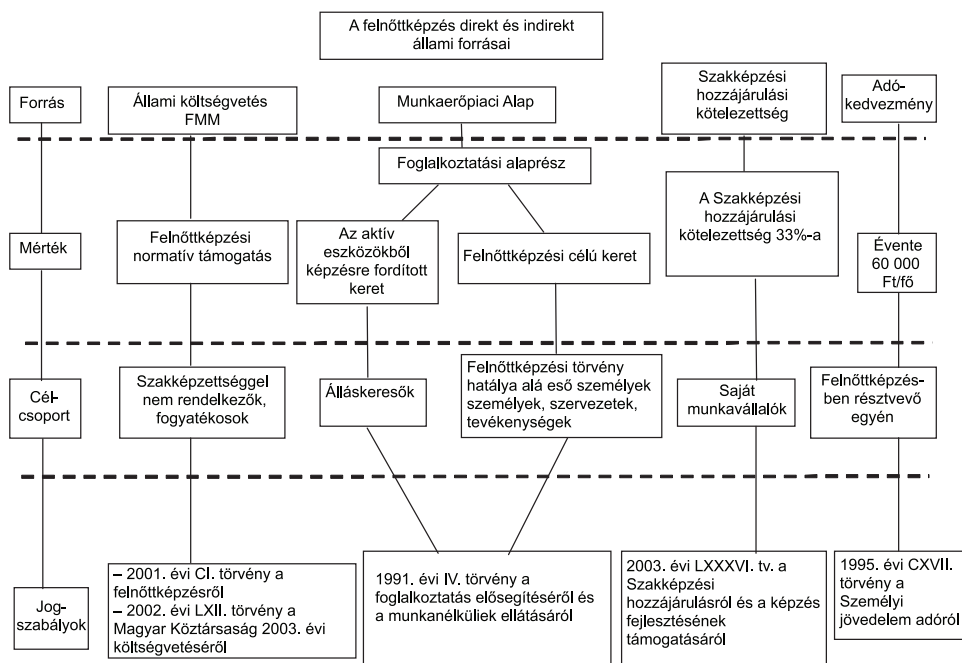 A felnőttképzés direkt és indirekt
állami forrásai
Forrás
Állami költségvetés
FMM
Munkaerőpiaci Alap
Szakképzési
hozzájárulási
kötelezettség
Adó-
kedvezmény
Foglalkoztatási alaprész
Mérték
Felnőttképzési
normatív támogatás
Az aktív
eszközökből
képzésre fordított
keret
Felnőttképzési célú keret
A Szakképzési
hozzájárulási
kötelezettség 33%-a
Évente
60 000
Ft/fő
Cél-
csoport
Szakképzettséggel
nem rendelkezők,
fogyatékosok
Álláskeresők
Felnőttképzési törvény
hatálya alá eső személyek
személyek, szervezetek,
tevékenységek
Saját
munkavállalók
Felnőttképzés-
ben résztvevő
egyén
Jog-
szabályok
– 2001. évi CI. törvény a
felnőttképzésről
– 2002. évi LXII. törvény a
Magyar Köztársaság 2003. évi
költségvetéséről
1991. évi IV. törvény a
foglalkoztatás elősegítéséről és
a munkanélküliek ellátásáról
2003. évi LXXXVI. tv. a
Szakképzési
hozzájárulásról és a képzés
fejlesztésének
támogatásáról
1995. évi CXVII.
törvény a
Személyi
jövedelem adóról